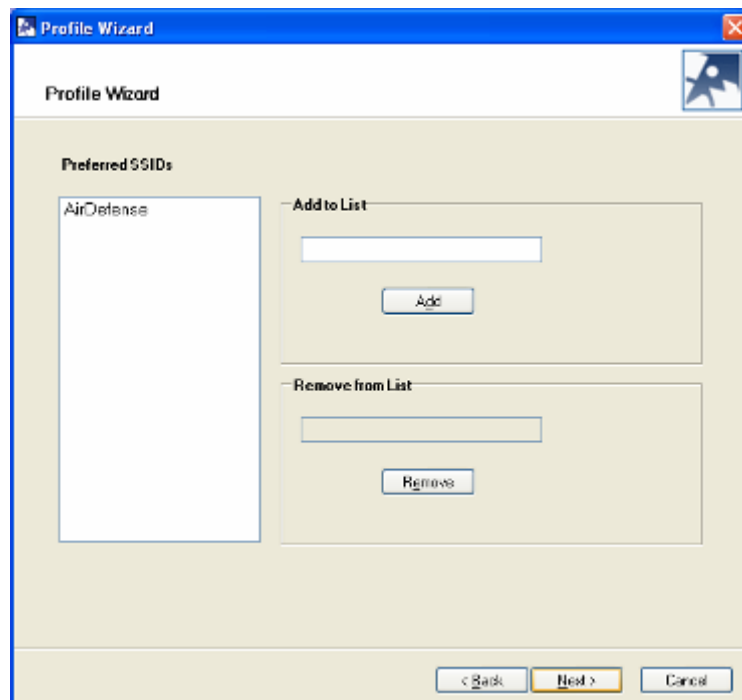 Profile Wizard
Profile Wizard
Preferred SSIDs
AirDefense
Add to List
Add
Remove from List
Remove
< Back
Next >
Cancel